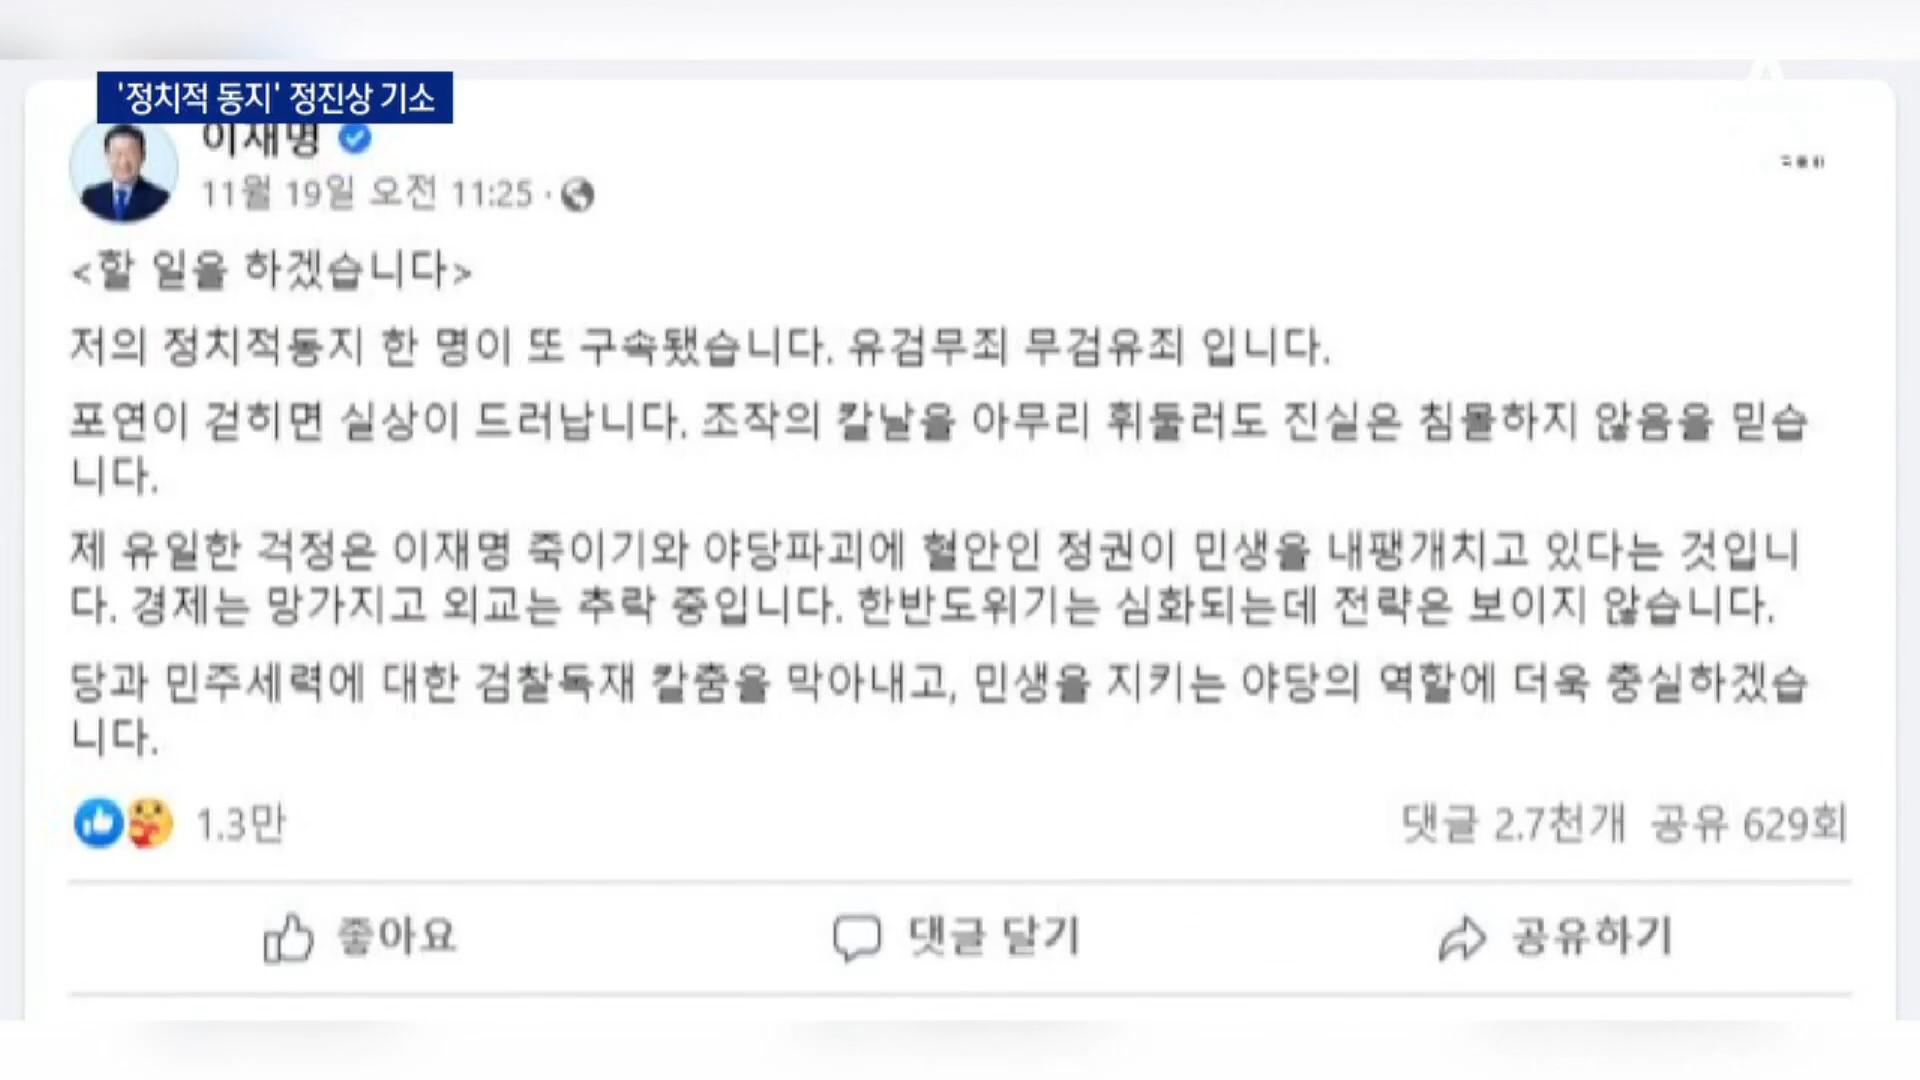 '정치적 동지' 정진상 기소
이재명
11월 19일 오전 11:25 ·
<할 일을 하겠습니다>
저의 정치적동지 한 명이 또 구속됐습니다. 유검무죄 무검유죄 입니다.
포연이 걷히면 실상이 드러납니다. 조작의 칼날을 아무리 휘둘러도 진실은 침몰하지 않음을 믿습
니다.
제 유일한 걱정은 이재명 죽이기와 야당파괴에 혈안인 정권이 민생을 내팽개치고 있다는 것입니
다. 경제는 망가지고 외교는 추락 중입니다. 한반도위기는 심화되는데 전략은 보이지 않습니다.
당과 민주세력에 대한 검찰독재 칼춤을 막아내고, 민생을 지키는 야당의 역할에 더욱 충실하겠습
니다.
1.3만 댓글 2.7천개 공유 629회
좋아요 댓글 달기 공유하기